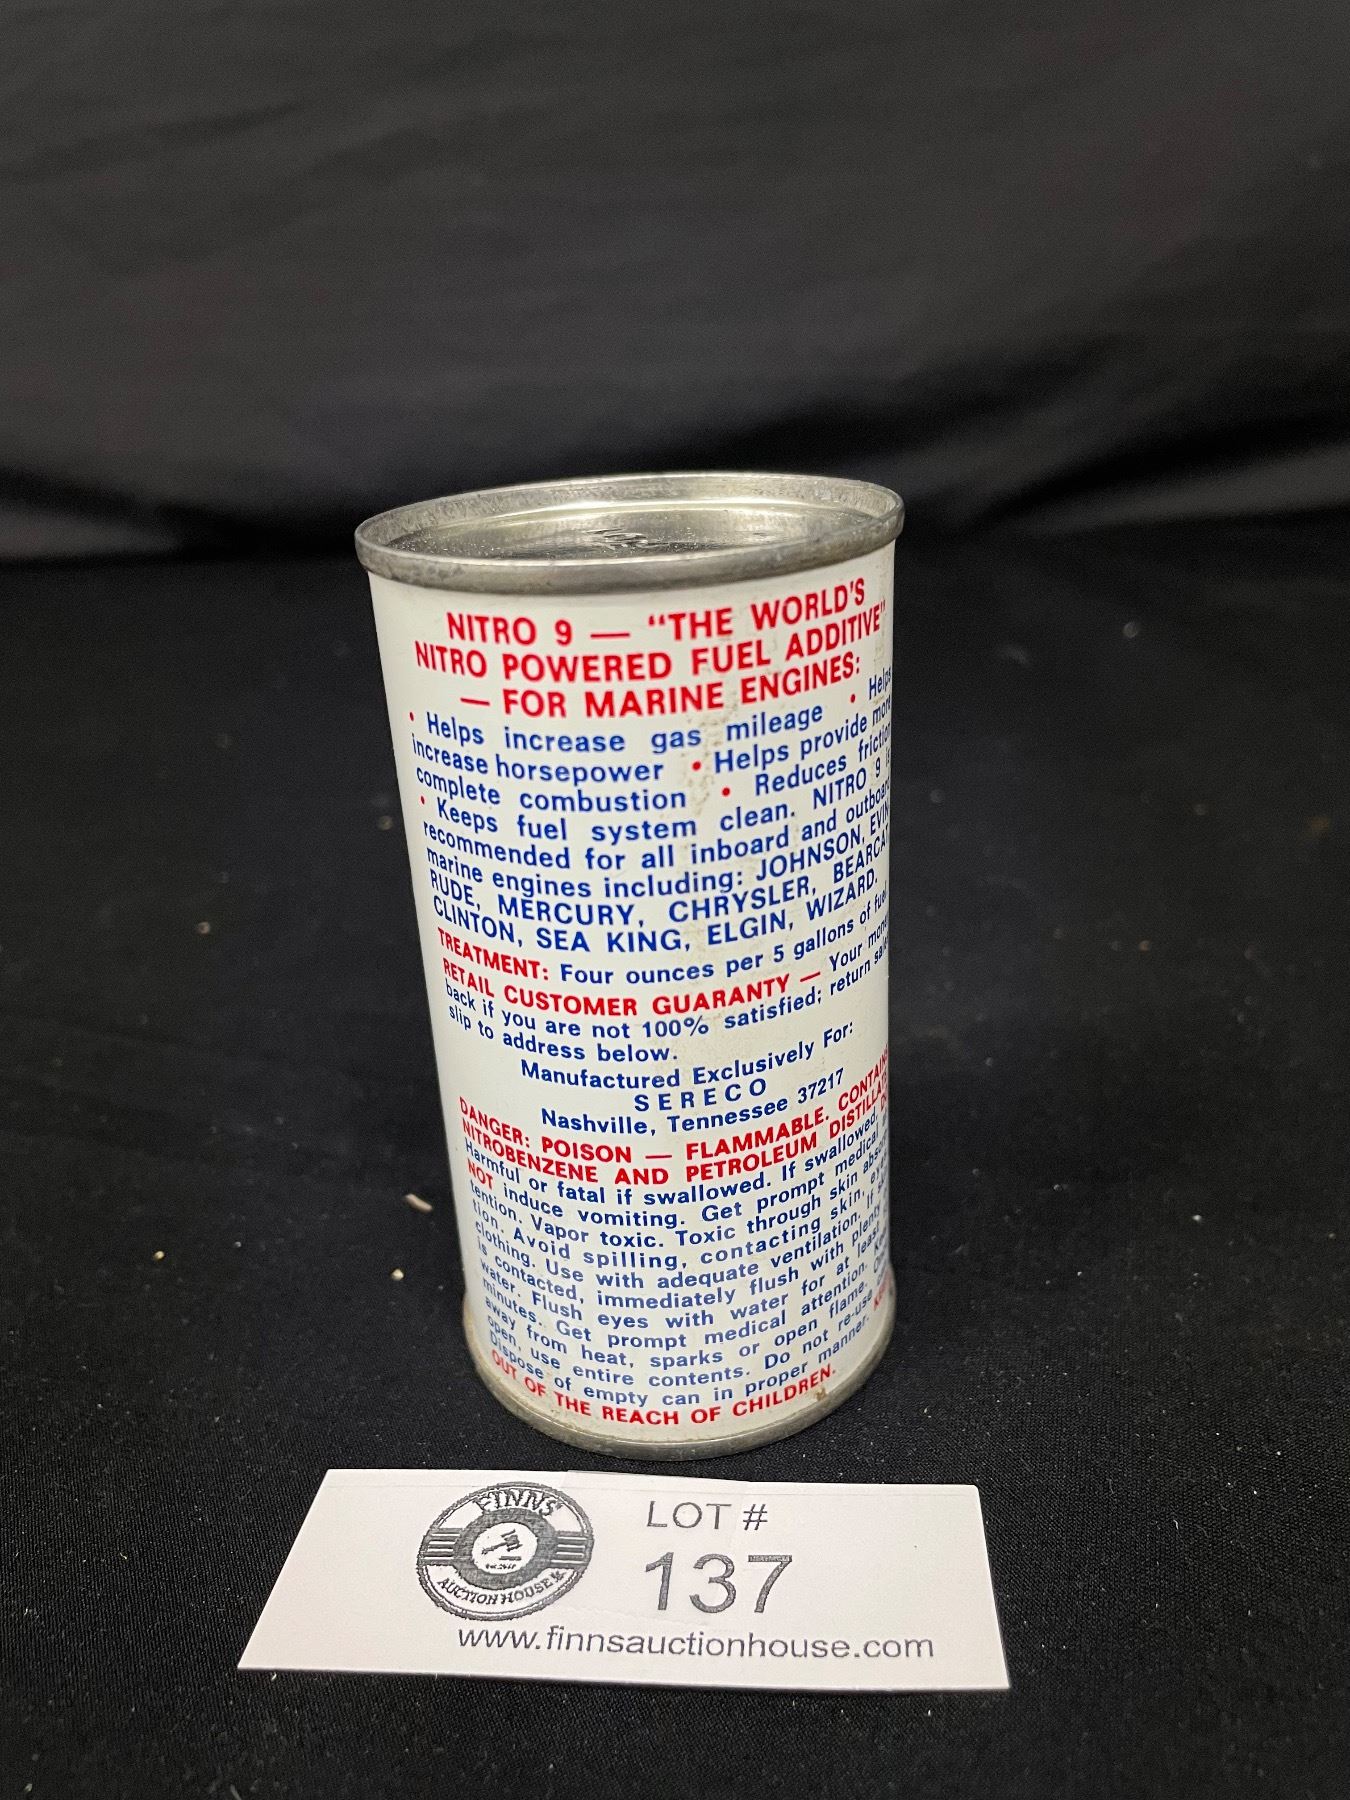 NITRO 9 — "THE WORLD'S
NITRO POWERED FUEL ADDITIVE"
— FOR MARINE ENGINES:
• Helps increase gas mileage • Helps
increase horsepower • Helps provide more
complete combustion • Reduces friction
• Keeps fuel system clean. NITRO 9 is
recommended for all inboard and outboard
marine engines including: JOHNSON, EVIN
RUDE, MERCURY, CHRYSLER, BEARCAT,
CLINTON, SEA KING, ELGIN, WIZARD.
TREATMENT: Four ounces per 5 gallons of fuel
RETAIL CUSTOMER GUARANTY — Your money
back if you are not 100% satisfied; return sales
slip to address below.
Manufactured Exclusively For:
SERECO
Nashville, Tennessee 37217
DANGER: POISON — FLAMMABLE. CONTAINS
NITROBENZENE AND PETROLEUM DISTILLATE
Harmful or fatal if swallowed. If swallowed, DO
NOT induce vomiting. Get prompt medical
tention. Vapor toxic. Toxic through skin absorp
tion. Avoid spilling, contacting skin, eyes
clothing. Use with adequate ventilation. If skin
is contacted, immediately flush with plenty
water. Flush eyes with water for at least
minutes. Get prompt medical attention. Keep
away from heat, sparks or open flame.
open, use entire contents. Do not re-use
Dispose of empty can in proper manner. KEEP
OUT OF THE REACH OF CHILDREN.
FINNS
AUCTION HOUSE
LOT #
137
www.finnsauctionhouse.com